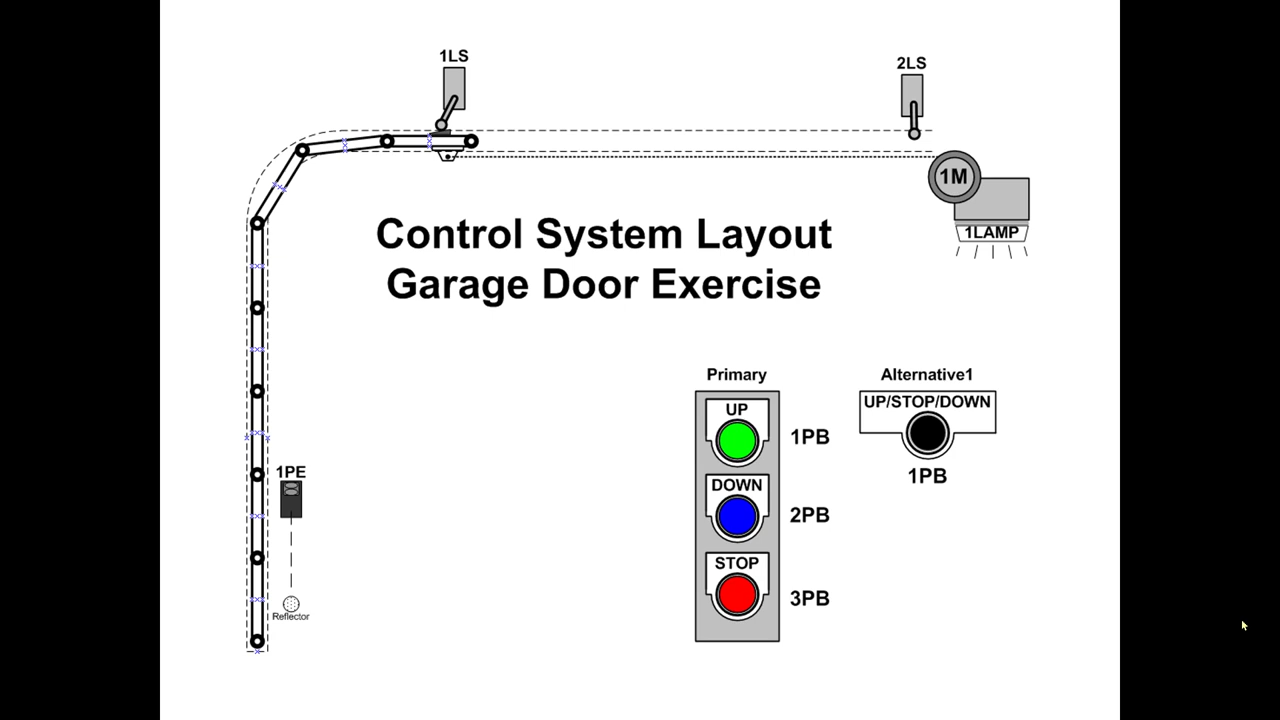 1LS
2LS
1M
1LAMP
Control System Layout
Garage Door Exercise
Primary
UP
1PB
DOWN
2PB
STOP
3PB
Alternative1
UP/STOP/DOWN
1PB
1PE
Reflector